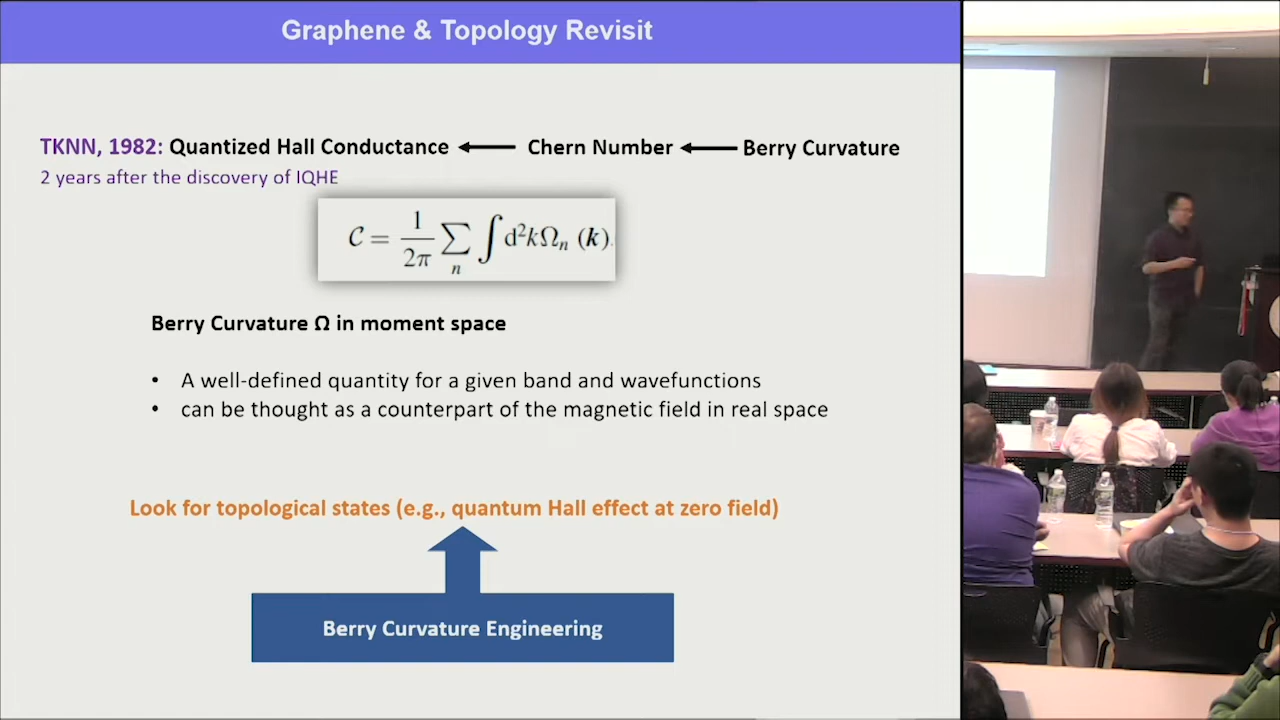 Graphene & Topology Revisit
TKNN, 1982: Quantized Hall Conductance ← Chern Number ← Berry Curvature
2 years after the discovery of IQHE
𝒞 = 1/2π ∑n ∫ d²kΩn (k).
Berry Curvature Ω in moment space
• A well-defined quantity for a given band and wavefunctions
• can be thought as a counterpart of the magnetic field in real space
Look for topological states (e.g., quantum Hall effect at zero field)
Berry Curvature Engineering